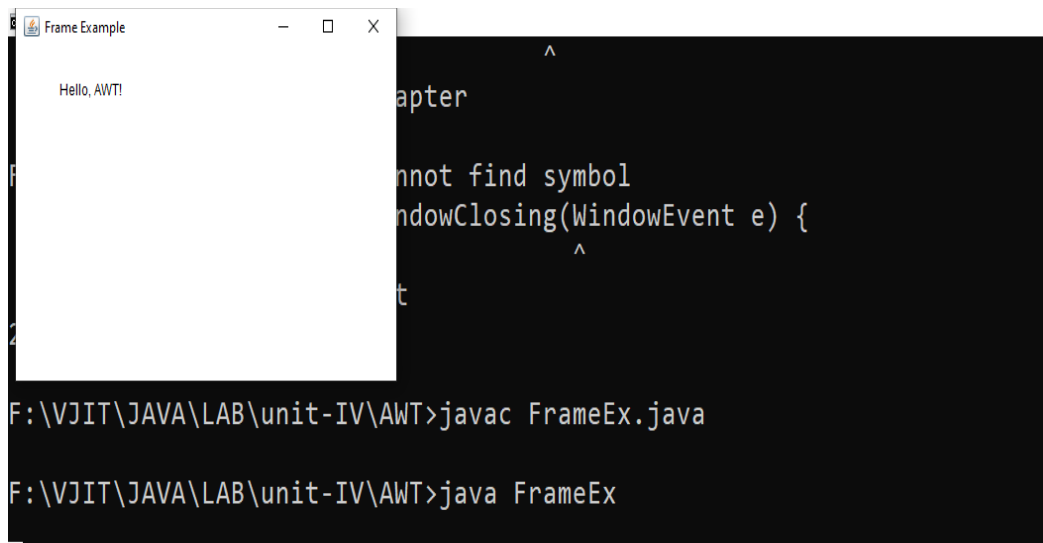 Frame Example
Hello, AWT!
^
apter
nnot find symbol
ndowClosing(WindowEvent e) {
^
t
F:\VJIT\JAVA\LAB\unit-IV\AWT>javac FrameEx.java
F:\VJIT\JAVA\LAB\unit-IV\AWT>java FrameEx